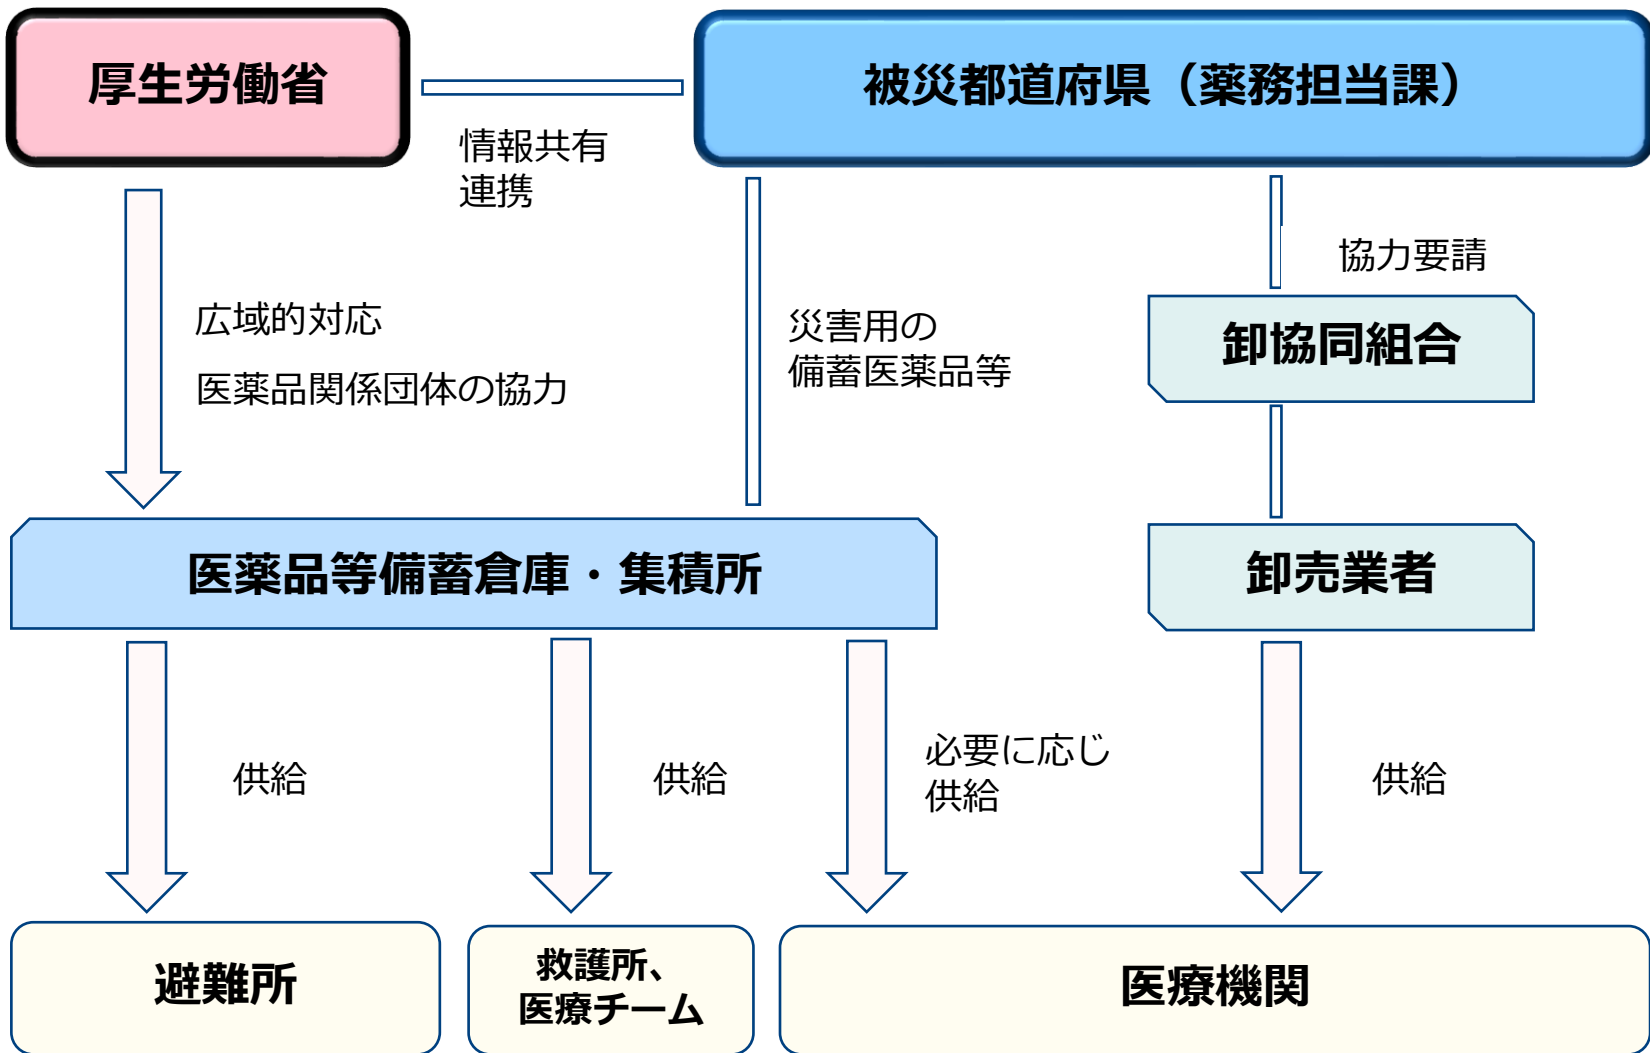 厚生労働省
被災都道府県（薬務担当課）
情報共有
連携
協力要請
広域的対応
医薬品関係団体の協力
災害用の
備蓄医薬品等
卸協同組合
医薬品等備蓄倉庫・集積所
卸売業者
供給
供給
必要に応じ
供給
供給
避難所
救護所、
医療チーム
医療機関